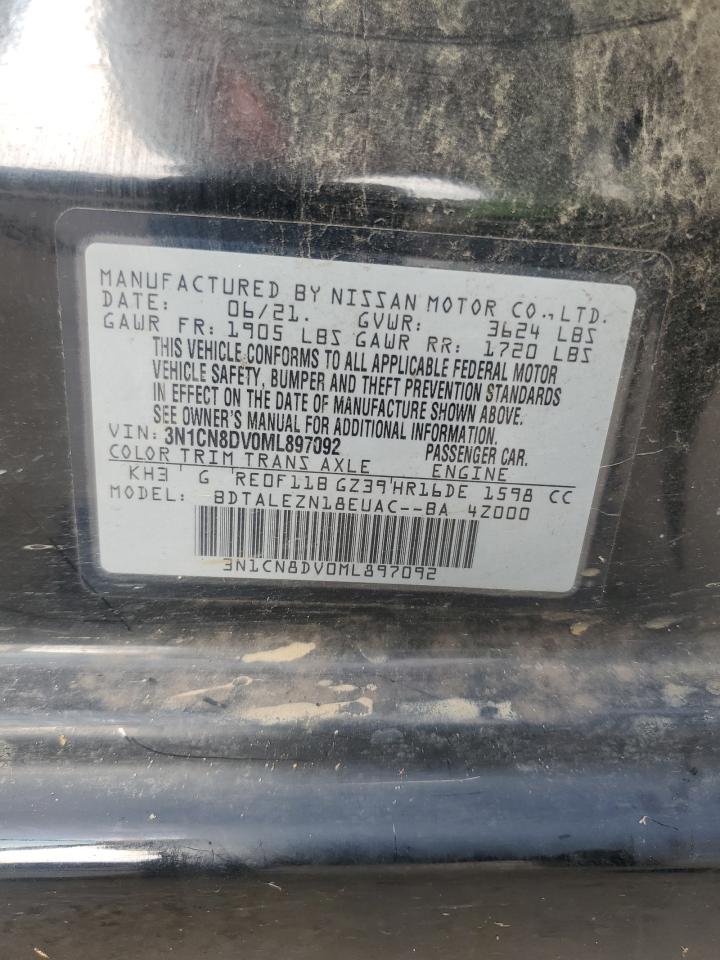 MANUFACTURED BY NISSAN MOTOR CO., LTD.
DATE: 06/21. GVWR: 3624 LBS
GAWR FR: 1905 LBS GAWR RR: 1720 LBS
THIS VEHICLE CONFORMS TO ALL APPLICABLE FEDERAL MOTOR
VEHICLE SAFETY, BUMPER AND THEFT PREVENTION STANDARDS
IN EFFECT ON THE DATE OF MANUFACTURE SHOWN ABOVE.
SEE OWNER'S MANUAL FOR ADDITIONAL INFORMATION.
VIN: 3N1CN8DV0ML897092 PASSENGER CAR.
COLOR TRIM TRANS AXLE ENGINE
KH3 ' G ' RE0F11B GZ39 ' HR16DE 1598 CC
MODEL: BDTALEZN18EUAC--BA 4Z000
3N1CN8DV0ML897092